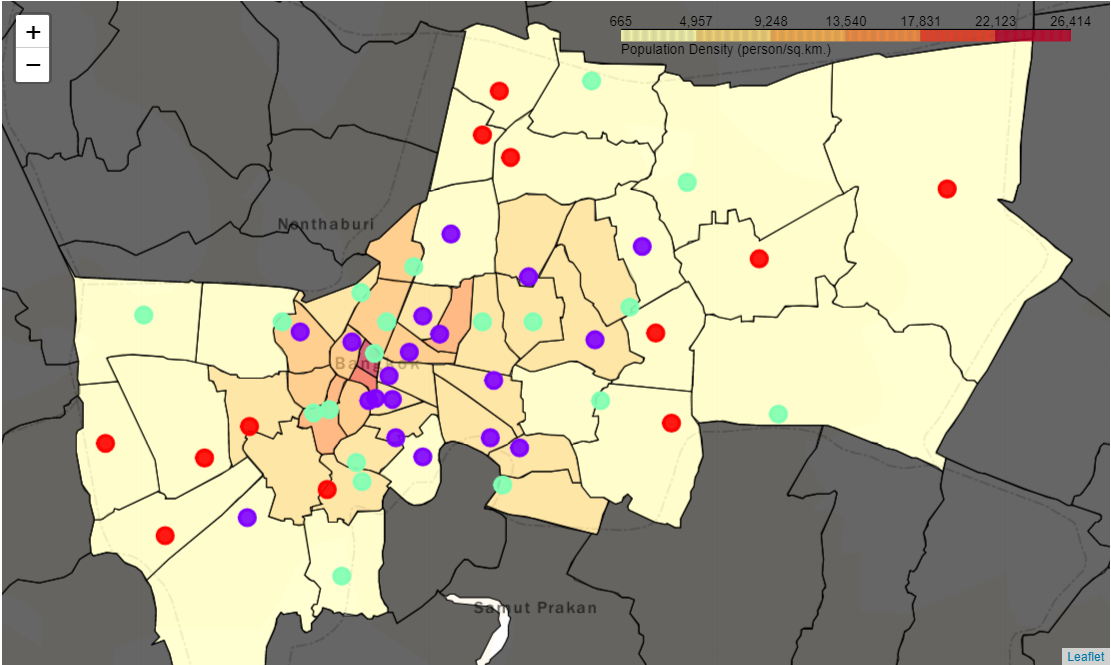 +
−
665 4,957 9,248 13,540 17,831 22,123 26,414
Population Density (person/sq.km.)
Nonthaburi
Bangkok
Samut Prakan
Leaflet